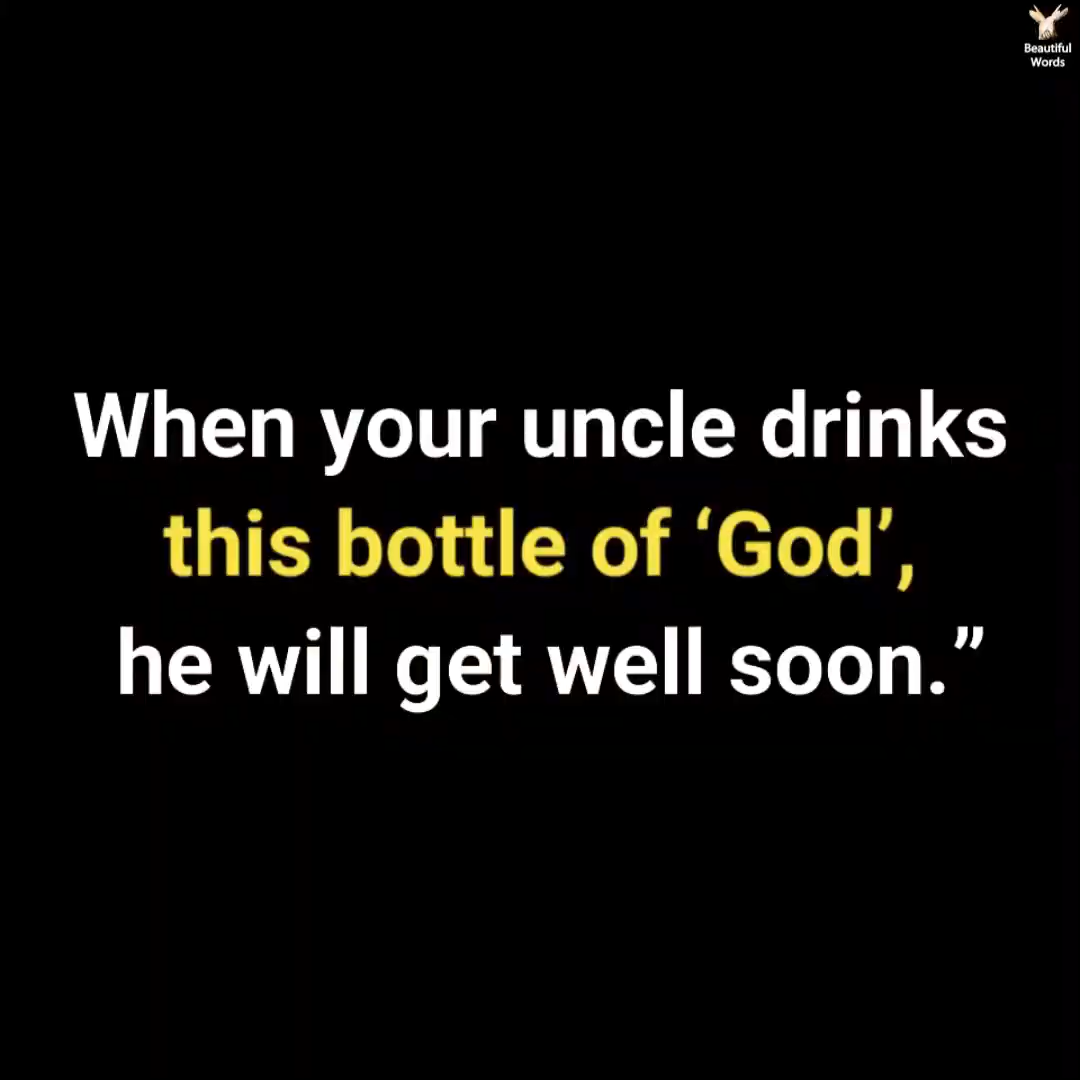 Beautiful
Words
When your uncle drinks
this bottle of ‘God’,
he will get well soon.”